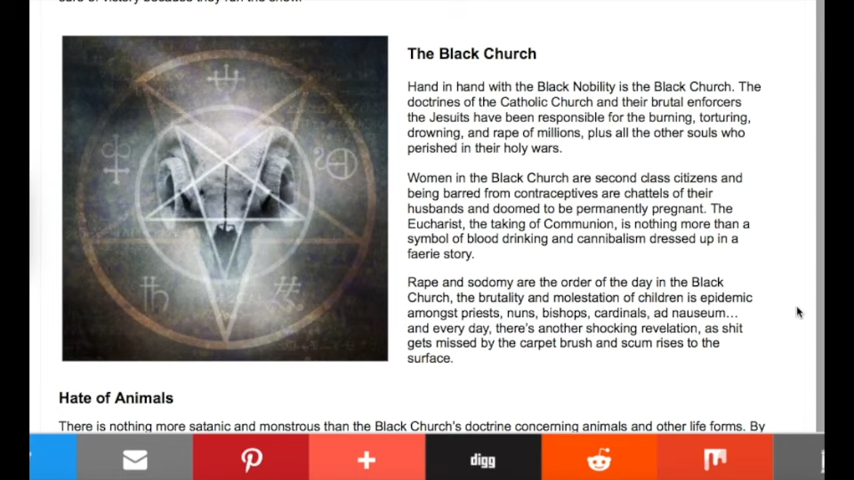 The Black Church
Hand in hand with the Black Nobility is the Black Church. The
doctrines of the Catholic Church and their brutal enforcers
the Jesuits have been responsible for the burning, torturing,
drowning, and rape of millions, plus all the other souls who
perished in their holy wars.
Women in the Black Church are second class citizens and
being barred from contraceptives are chattels of their
husbands and doomed to be permanently pregnant. The
Eucharist, the taking of Communion, is nothing more than a
symbol of blood drinking and cannibalism dressed up in a
faerie story.
Rape and sodomy are the order of the day in the Black
Church, the brutality and molestation of children is epidemic
amongst priests, nuns, bishops, cardinals, ad nauseum...
and every day, there's another shocking revelation, as shit
gets missed by the carpet brush and scum rises to the
surface.
Hate of Animals
There is nothing more satanic and monstrous than the Black Church's doctrine concerning animals and other life forms. By
digg